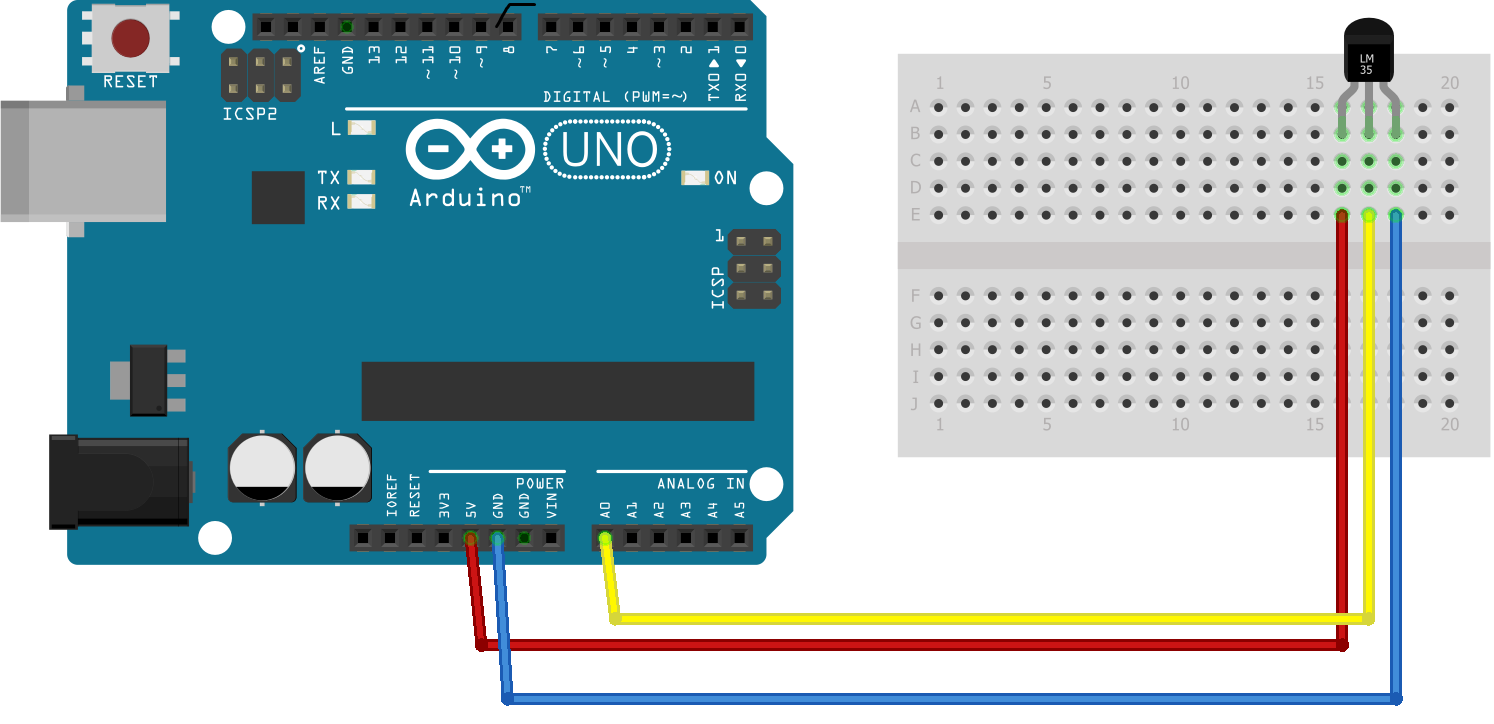 RESET
ICSP2
AREF
GND
13
12
~11
~10
~9
8
7
~6
~5
4
~3
2
TX0▶1
RX0◀0
DIGITAL (PWM=~)
L
TX
RX
UNO
Arduino™
ON
1
ICSP
IOREF
RESET
3V3
5V
GND
GND
VIN
POWER
ANALOG IN
A0
A1
A2
A3
A4
A5
LM
35
1 5 10 15 20
A
B
C
D
E
F
G
H
I
J
1 5 10 15 20